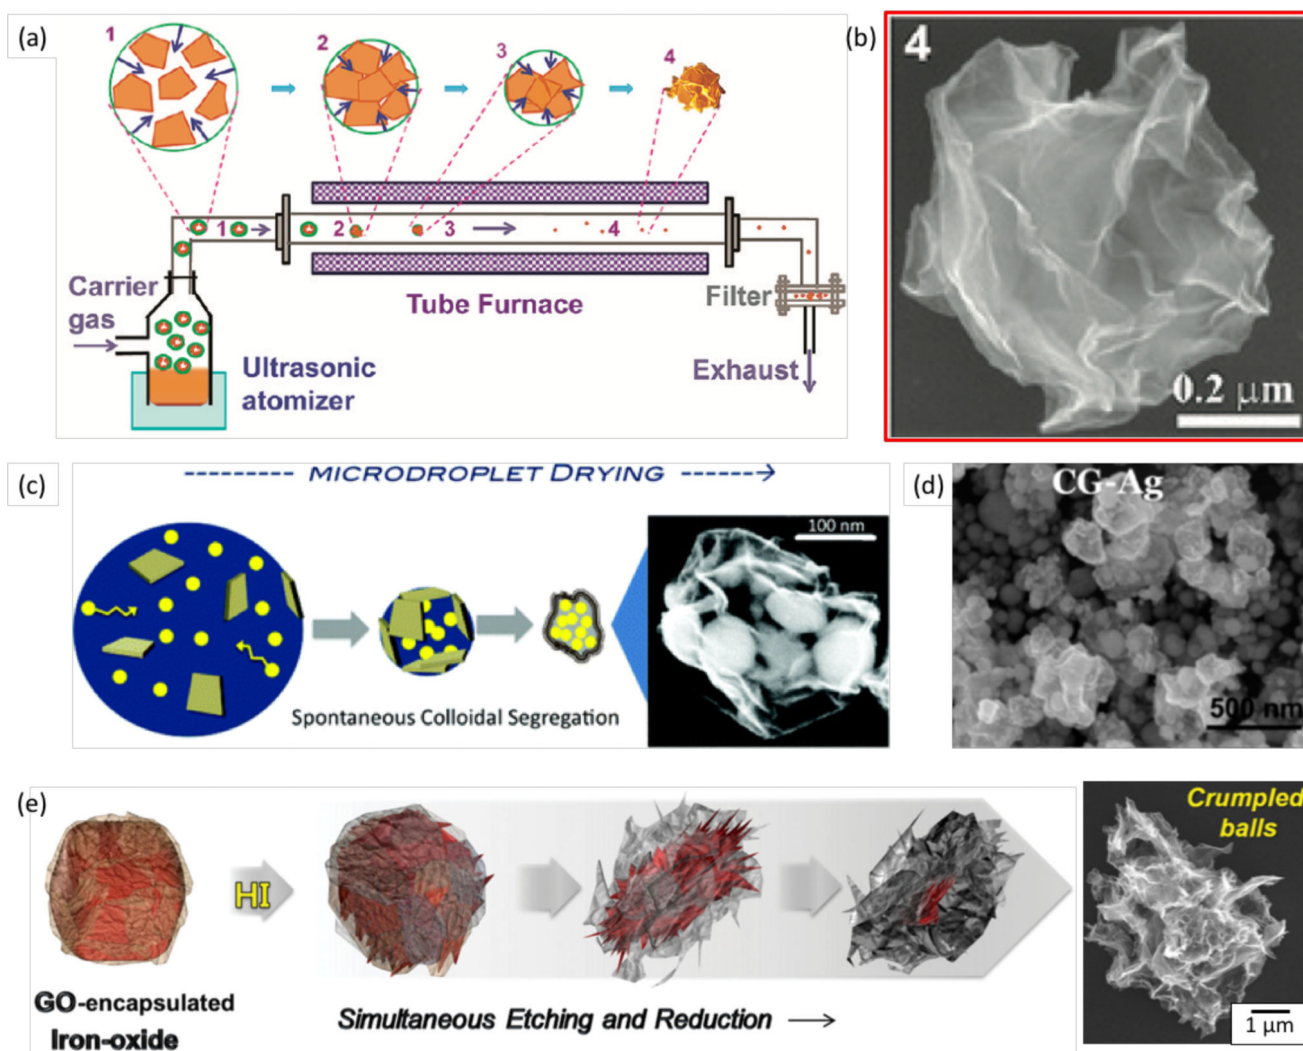 (a)
1
2
3
4
1
2
3
4
Carrier
gas
Tube Furnace
Filter
Ultrasonic
atomizer
Exhaust
(b)
4
0.2 μm
(c)
MICRODROPLET DRYING
100 nm
Spontaneous Colloidal Segregation
(d)
CG-Ag
500 nm
(e)
HI
GO-encapsulated
Iron-oxide
Simultaneous Etching and Reduction
Crumpled
balls
1 μm